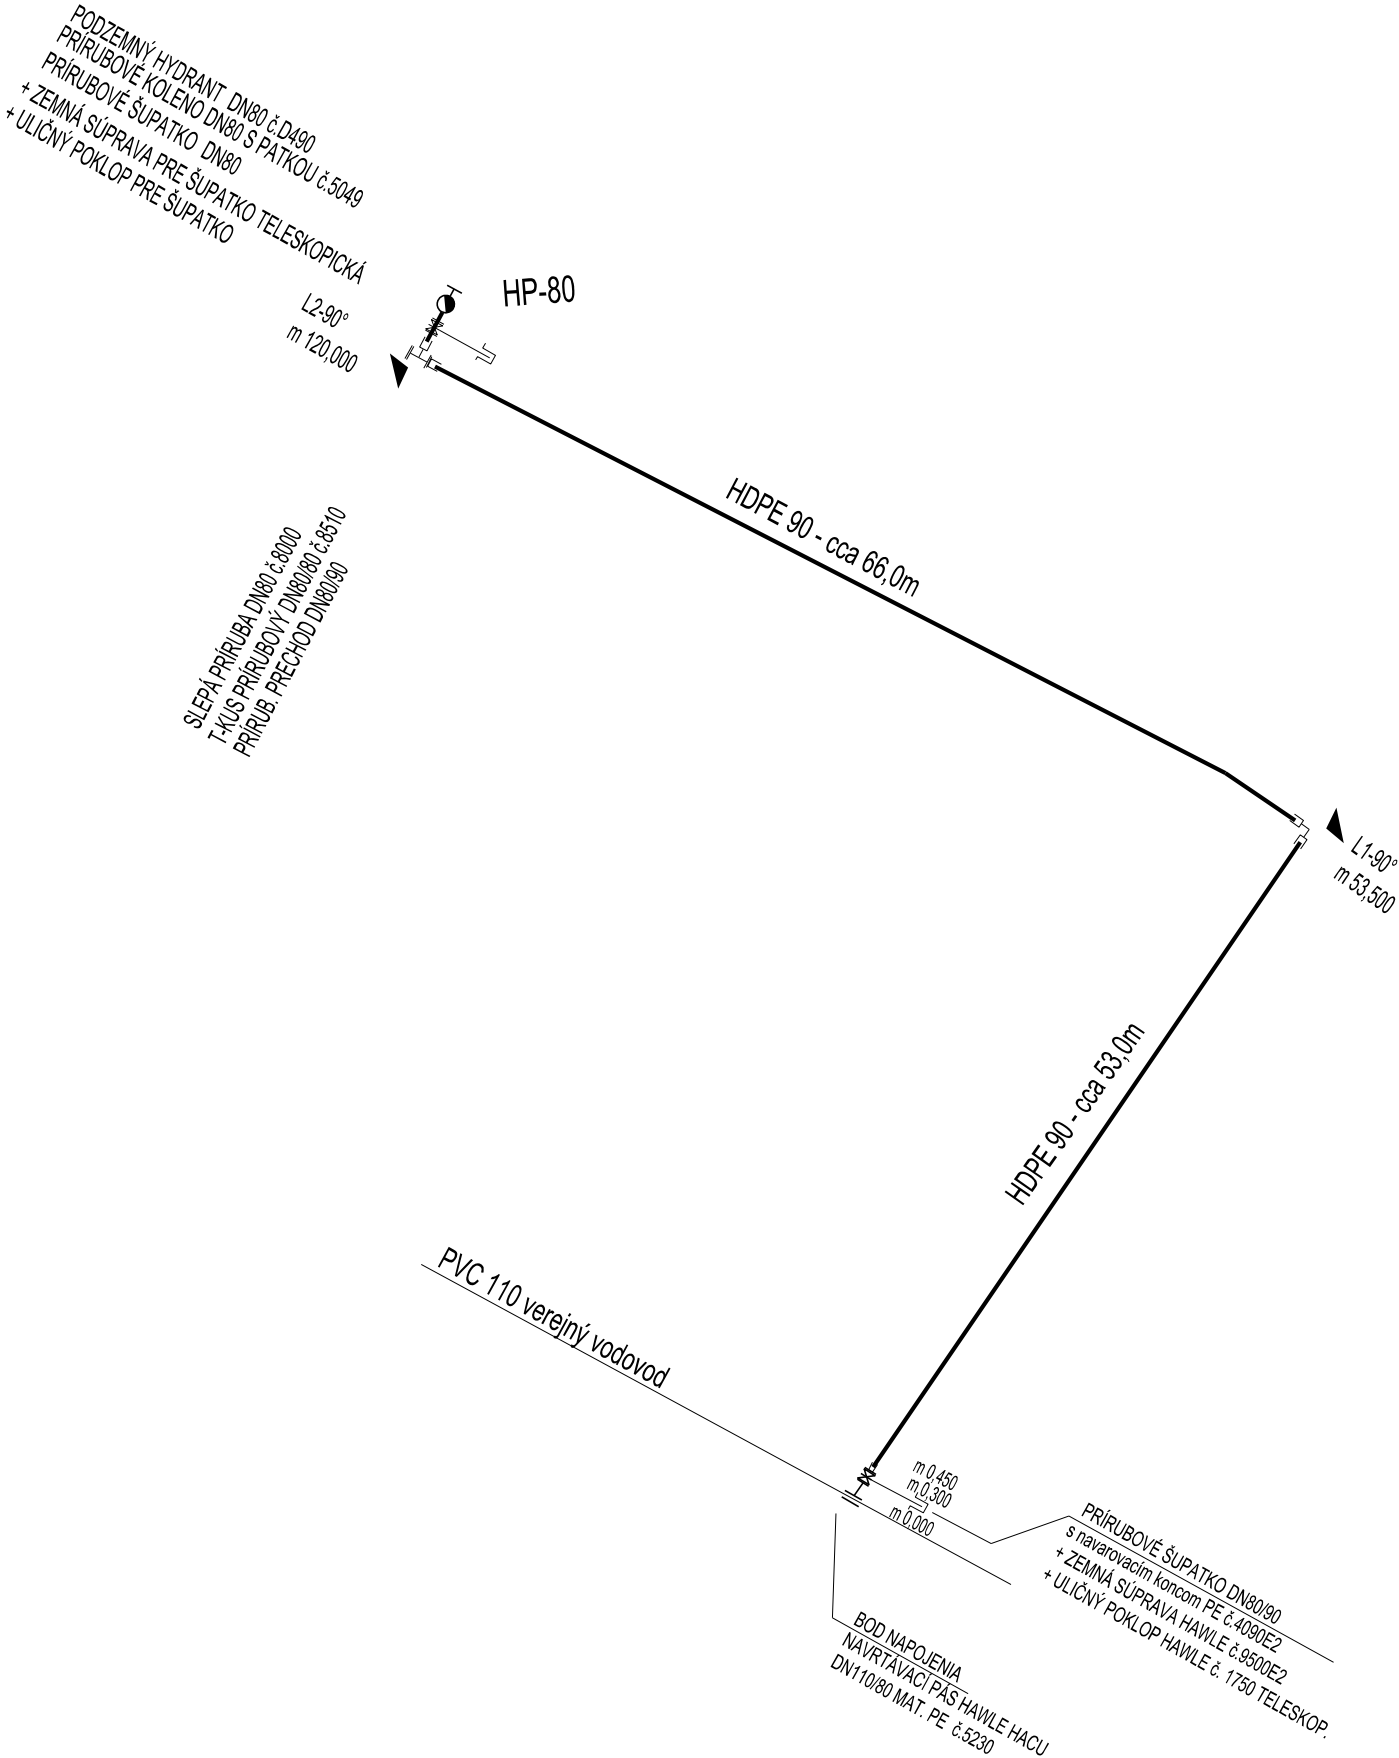 PODZEMNÝ HYDRANT DN80 č.D490
PRÍRUBOVÉ KOLENO DN80 S PATKOU č.5049
PRÍRUBOVÉ ŠUPATKO DN80
+ ZEMNÁ SÚPRAVA PRE ŠUPATKO TELESKOPICKÁ
+ ULIČNÝ POKLOP PRE ŠUPATKO
L2-90°
m 120,000
HP-80
HDPE 90 - cca 66,0m
SLEPÁ PRÍRUBA DN80 č.8000
T-KUS PRÍRUBOVÝ DN80/80 č.8510
PRÍRUB. PRECHOD DN80/90
L1-90°
m 53,500
HDPE 90 - cca 53,0m
PVC 110 verejný vodovod
m 0,450
m 0,300
m 0,000
PRÍRUBOVÉ ŠUPATKO DN80/90
s navarovacím koncom PE č.4090E2
+ ZEMNÁ SÚPRAVA HAWLE č.9500E2
+ ULIČNÝ POKLOP HAWLE č. 1750 TELESKOP.
BOD NAPOJENIA
NAVRTÁVACÍ PÁS HAWLE HACU
DN110/80 MAT. PE č.5230